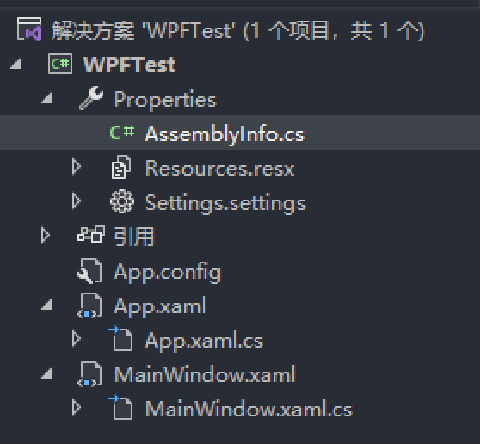 解决方案 'WPFTest' (1 个项目，共 1 个)
C# WPFTest
Properties
C# AssemblyInfo.cs
Resources.resx
Settings.settings
引用
App.config
App.xaml
App.xaml.cs
MainWindow.xaml
MainWindow.xaml.cs